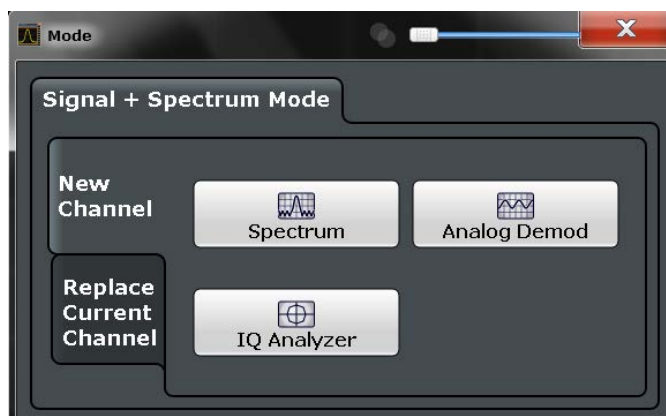 Mode
X
Signal + Spectrum Mode
New
Channel
Spectrum
Analog Demod
Replace
Current
Channel
IQ Analyzer